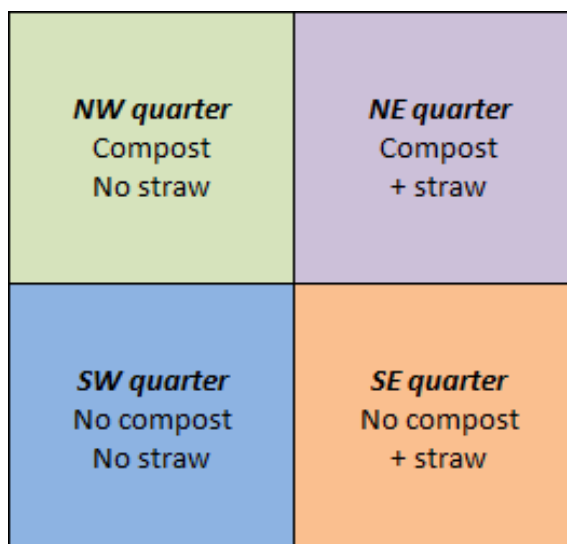 NW quarter
Compost
No straw
NE quarter
Compost
+ straw
SW quarter
No compost
No straw
SE quarter
No compost
+ straw